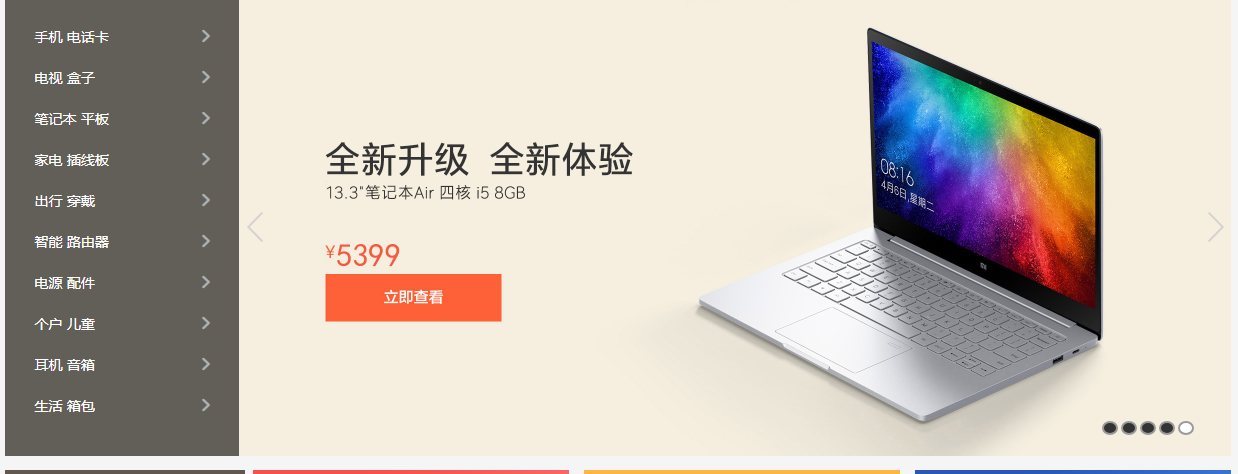 手机 电话卡
电视 盒子
笔记本 平板
家电 插线板
出行 穿戴
智能 路由器
电源 配件
个户 儿童
耳机 音箱
生活 箱包
全新升级 全新体验
13.3"笔记本Air 四核 i5 8GB
¥5399
立即查看
08:16
4月6日,星期二